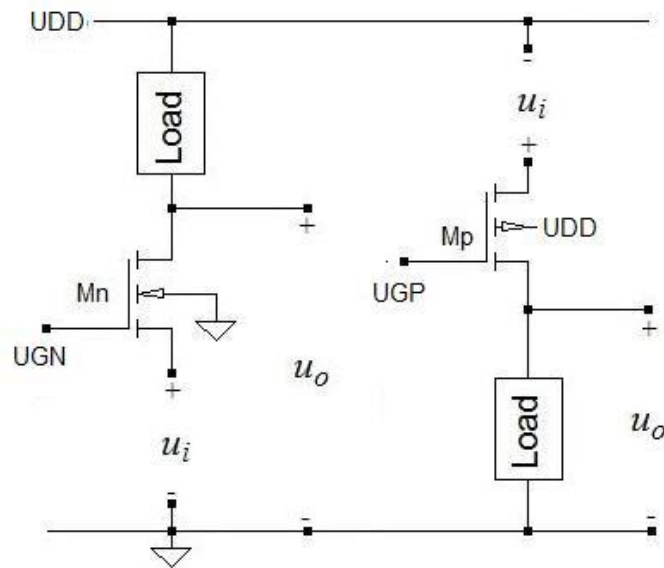 UDD
-
Load
u_i
+
+
Mp
UDD
Mn
UGP
UGN
+
+
u_o
Load
u_i
u_o
-
-
-